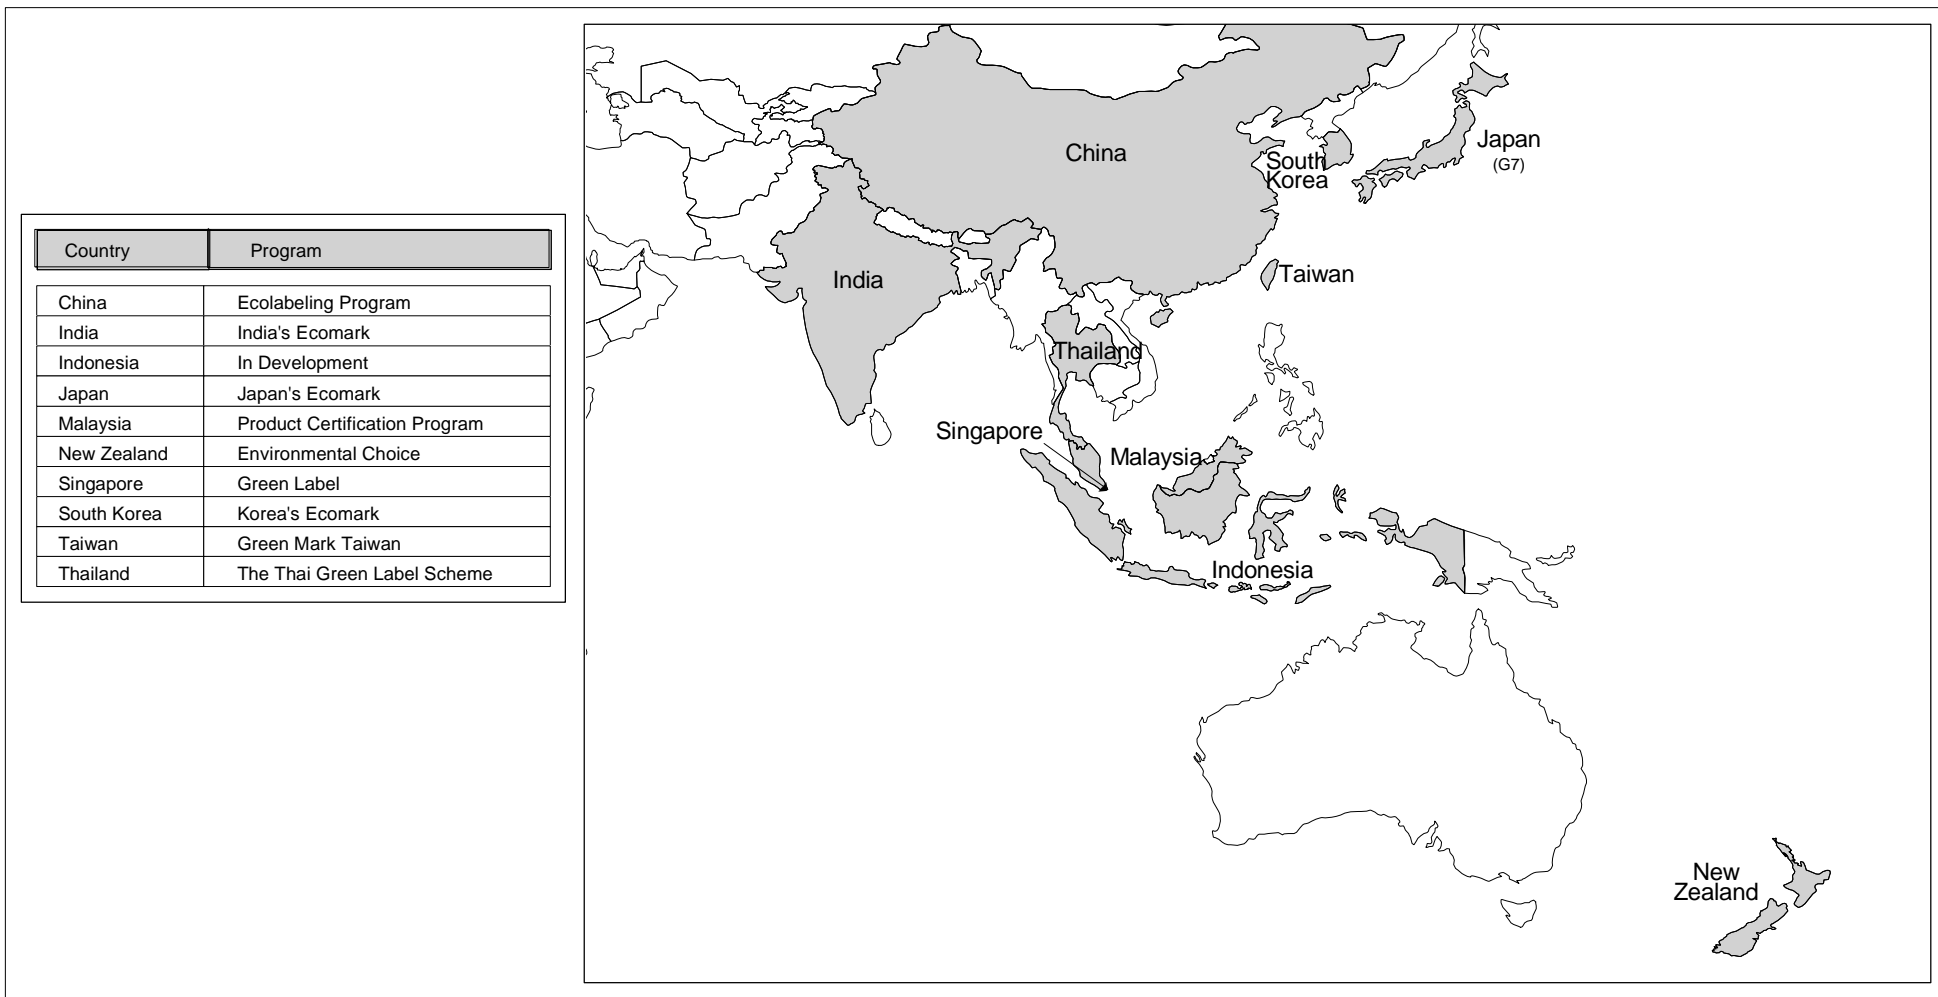 Country Program
China Ecolabeling Program
India India's Ecomark
Indonesia In Development
Japan Japan's Ecomark
Malaysia Product Certification Program
New Zealand Environmental Choice
Singapore Green Label
South Korea Korea's Ecomark
Taiwan Green Mark Taiwan
Thailand The Thai Green Label Scheme
China
South
Korea
Japan
(G7)
India
Taiwan
Thailand
Singapore
Malaysia
Indonesia
New
Zealand